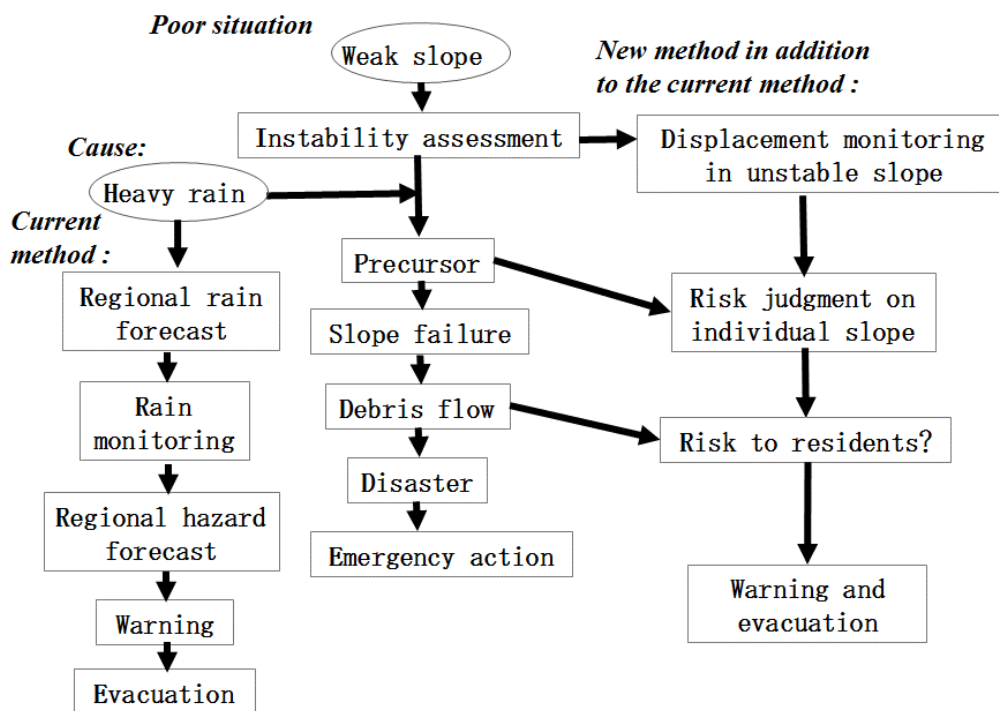 Poor situation
Weak slope
New method in addition
to the current method :
Instability assessment
Displacement monitoring
in unstable slope
Cause:
Heavy rain
Current
method :
Precursor
Regional rain
forecast
Risk judgment on
individual slope
Slope failure
Rain
monitoring
Debris flow
Risk to residents?
Disaster
Regional hazard
forecast
Emergency action
Warning and
evacuation
Warning
Evacuation